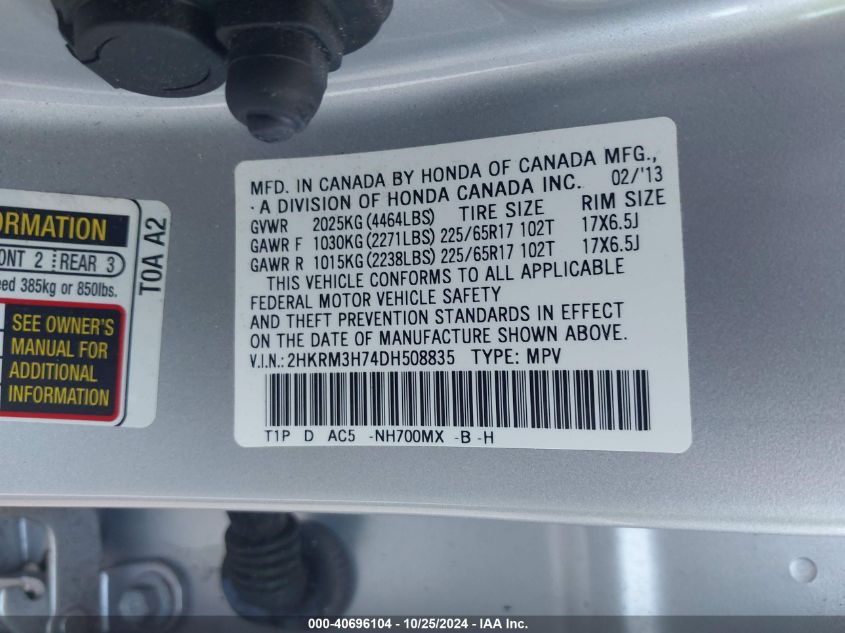 ORMATION
ONT 2 REAR 3
eed 385kg or 850lbs.
SEE OWNER'S
MANUAL FOR
ADDITIONAL
INFORMATION
T0A A2
MFD. IN CANADA BY HONDA OF CANADA MFG.,
· A DIVISION OF HONDA CANADA INC. 02/'13
GVWR 2025KG (4464LBS) TIRE SIZE RIM SIZE
GAWR F 1030KG (2271LBS) 225/65R17 102T 17X6.5J
GAWR R 1015KG (2238LBS) 225/65R17 102T 17X6.5J
THIS VEHICLE CONFORMS TO ALL APPLICABLE
FEDERAL MOTOR VEHICLE SAFETY
AND THEFT PREVENTION STANDARDS IN EFFECT
ON THE DATE OF MANUFACTURE SHOWN ABOVE.
V.I.N.: 2HKRM3H74DH508835 TYPE: MPV
T1P D AC5 -NH700MX -B -H
000-40696104 - 10/25/2024 - IAA Inc.